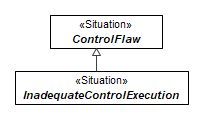 «Situation»
ControlFlaw
«Situation»
InadequateControlExecution